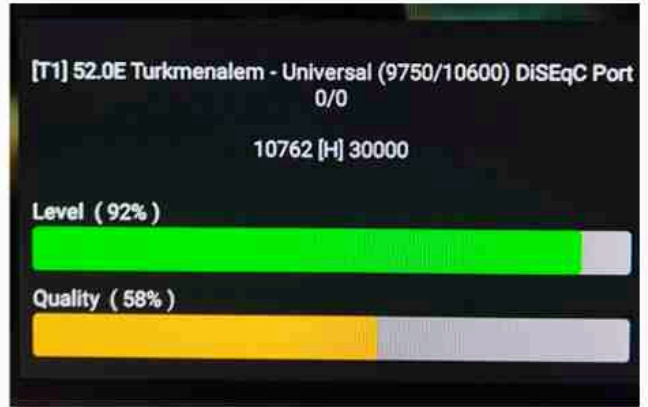 [T1] 52.0E Turkmenalem - Universal (9750/10600) DiSEqC Port
0/0
10762 [H] 30000
Level ( 92% )
Quality ( 58% )